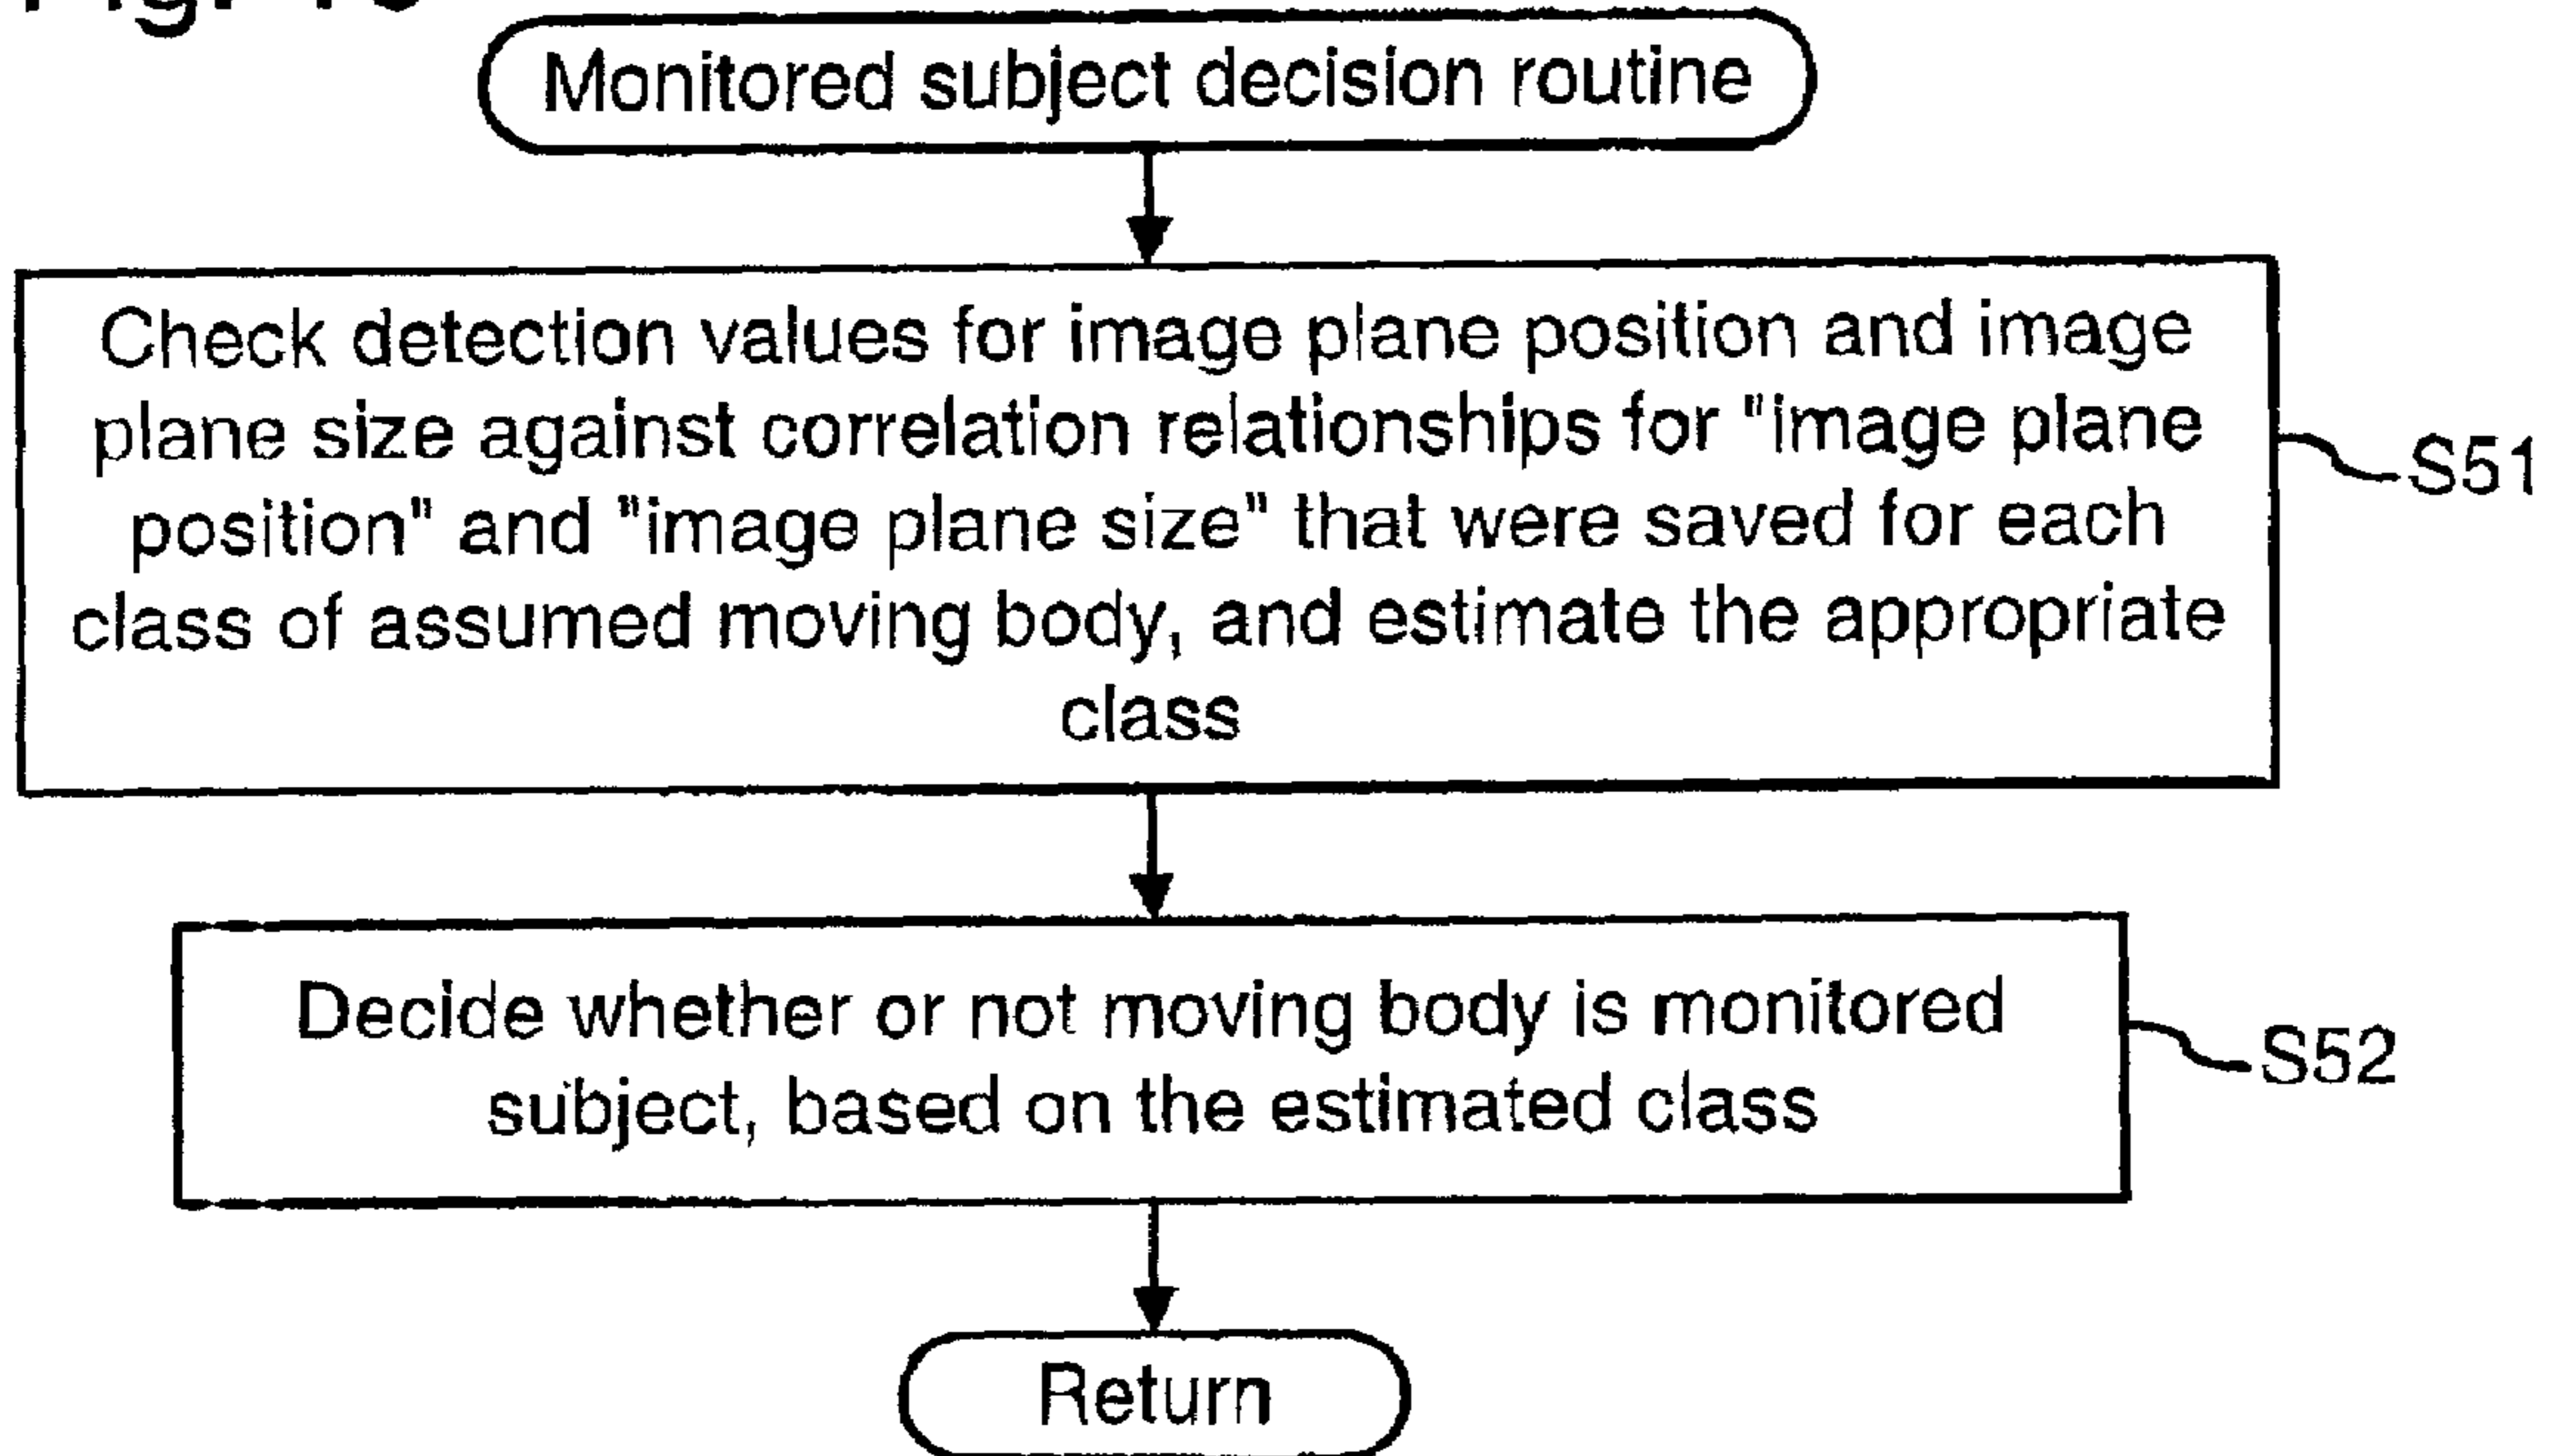 Monitored subject decision routine
Check detection values for image plane position and image
plane size against correlation relationships for "image plane
position" and "image plane size" that were saved for each
class of assumed moving body, and estimate the appropriate
class
S51
Decide whether or not moving body is monitored
subject, based on the estimated class
S52
Return